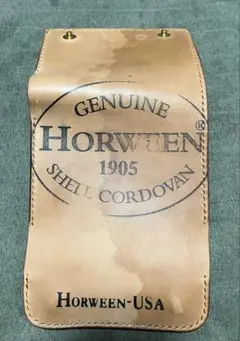 GENUINE
HORWEEN®
1905
SHELL CORDOVAN
HORWEEN-USA